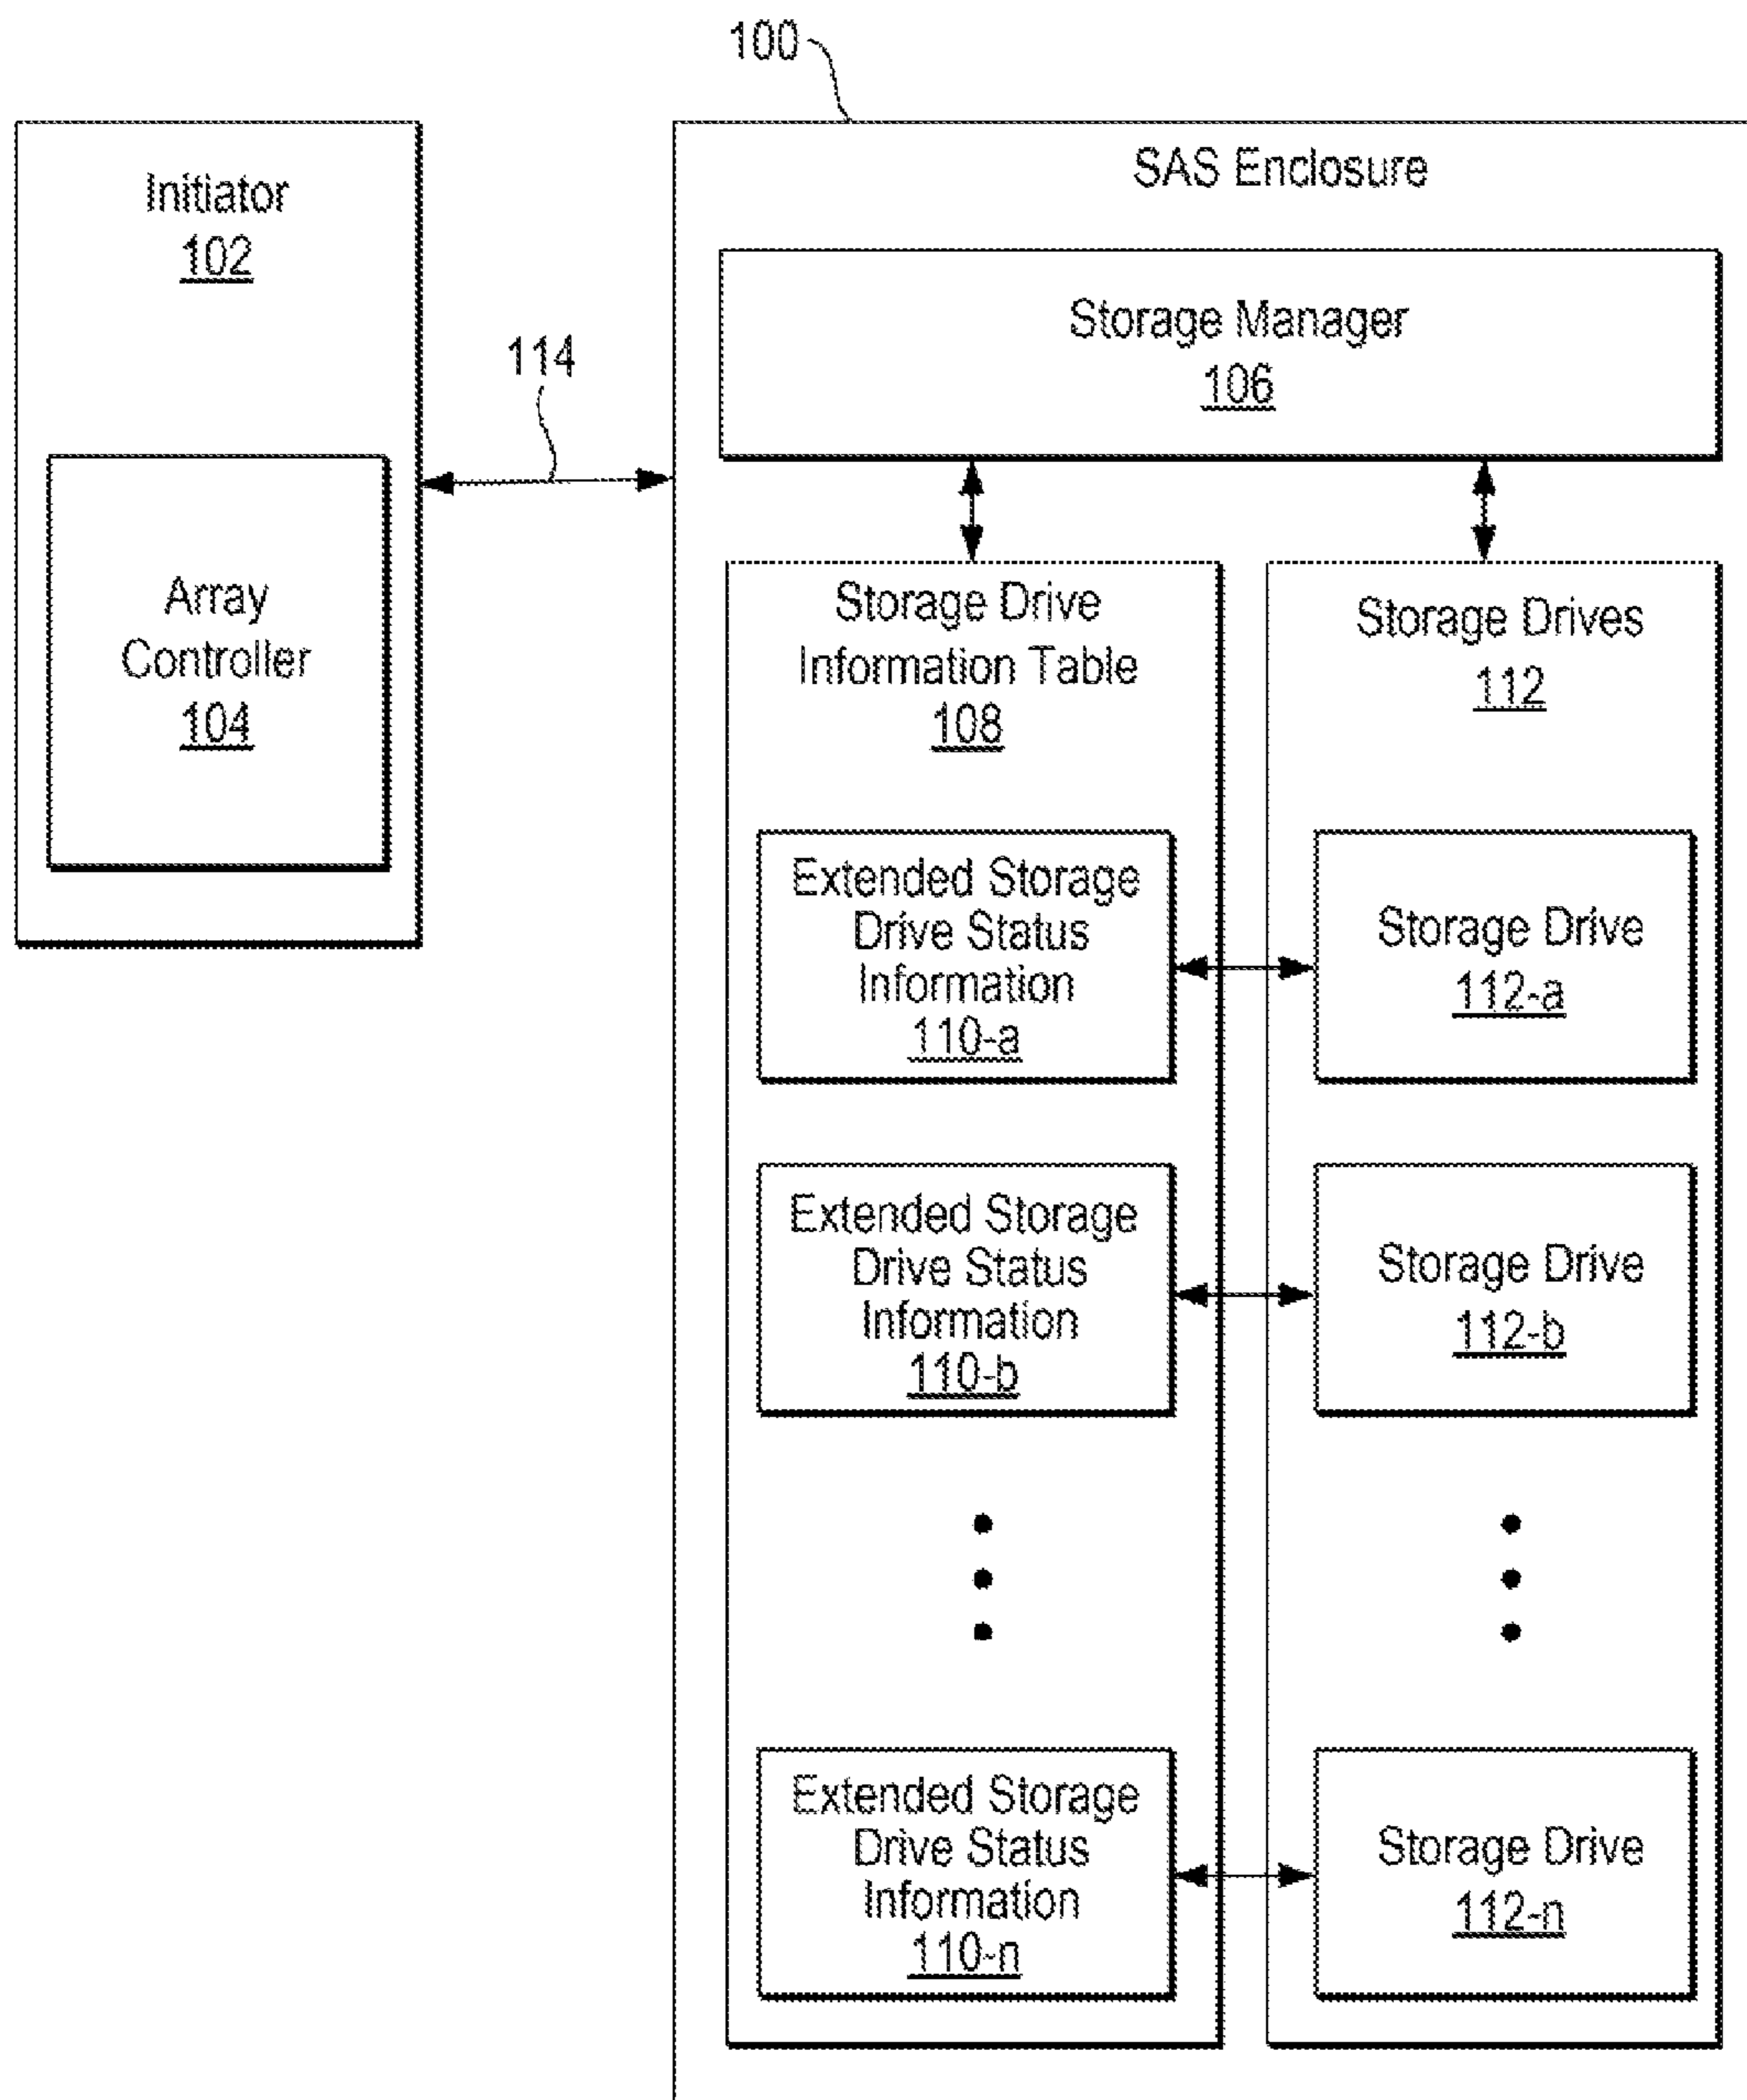 100
Initiator
102
Array
Controller
104
114
SAS Enclosure
Storage Manager
106
Storage Drive
Information Table
108
Extended Storage
Drive Status
Information
110-a
Extended Storage
Drive Status
Information
110-b
Extended Storage
Drive Status
Information
110-n
Storage Drives
112
Storage Drive
112-a
Storage Drive
112-b
Storage Drive
112-n